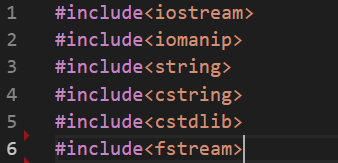 1 #include<iostream>
2 #include<iomanip>
3 #include<string>
4 #include<cstring>
5 #include<cstdlib>
6 #include<fstream>